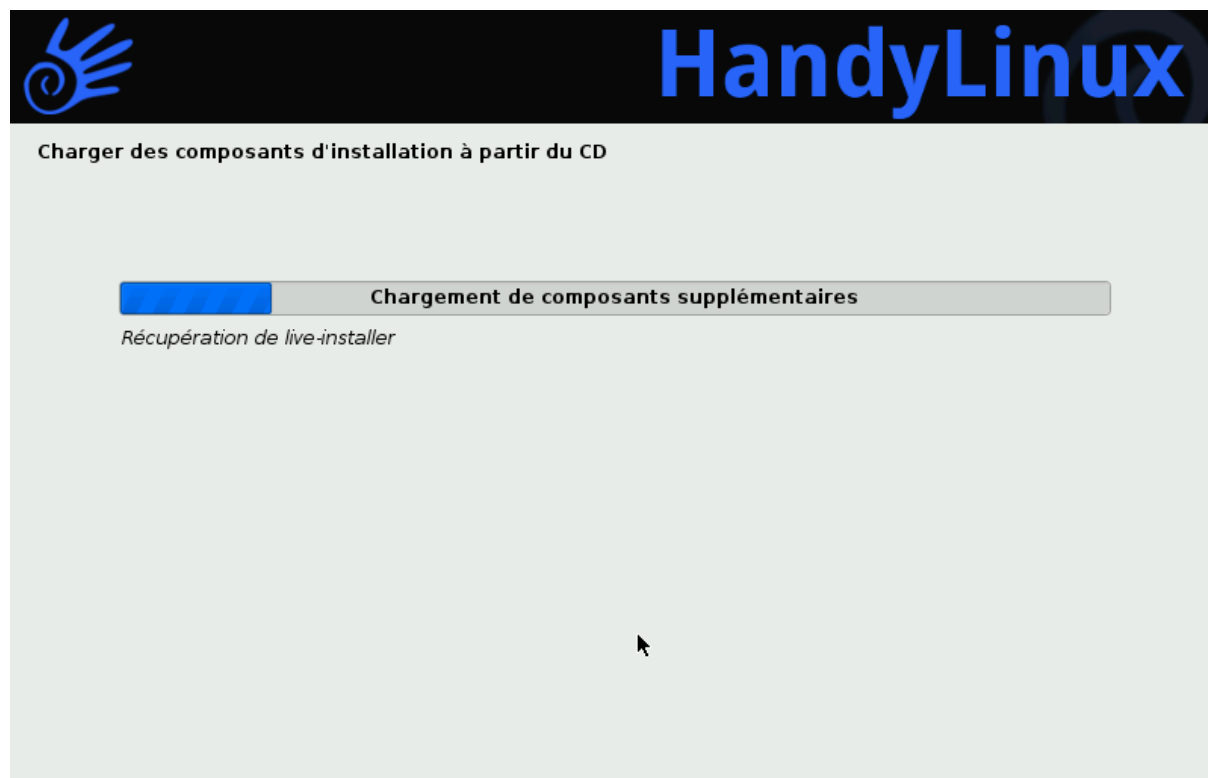 HandyLinux
Charger des composants d'installation à partir du CD
Chargement de composants supplémentaires
Récupération de live-installer